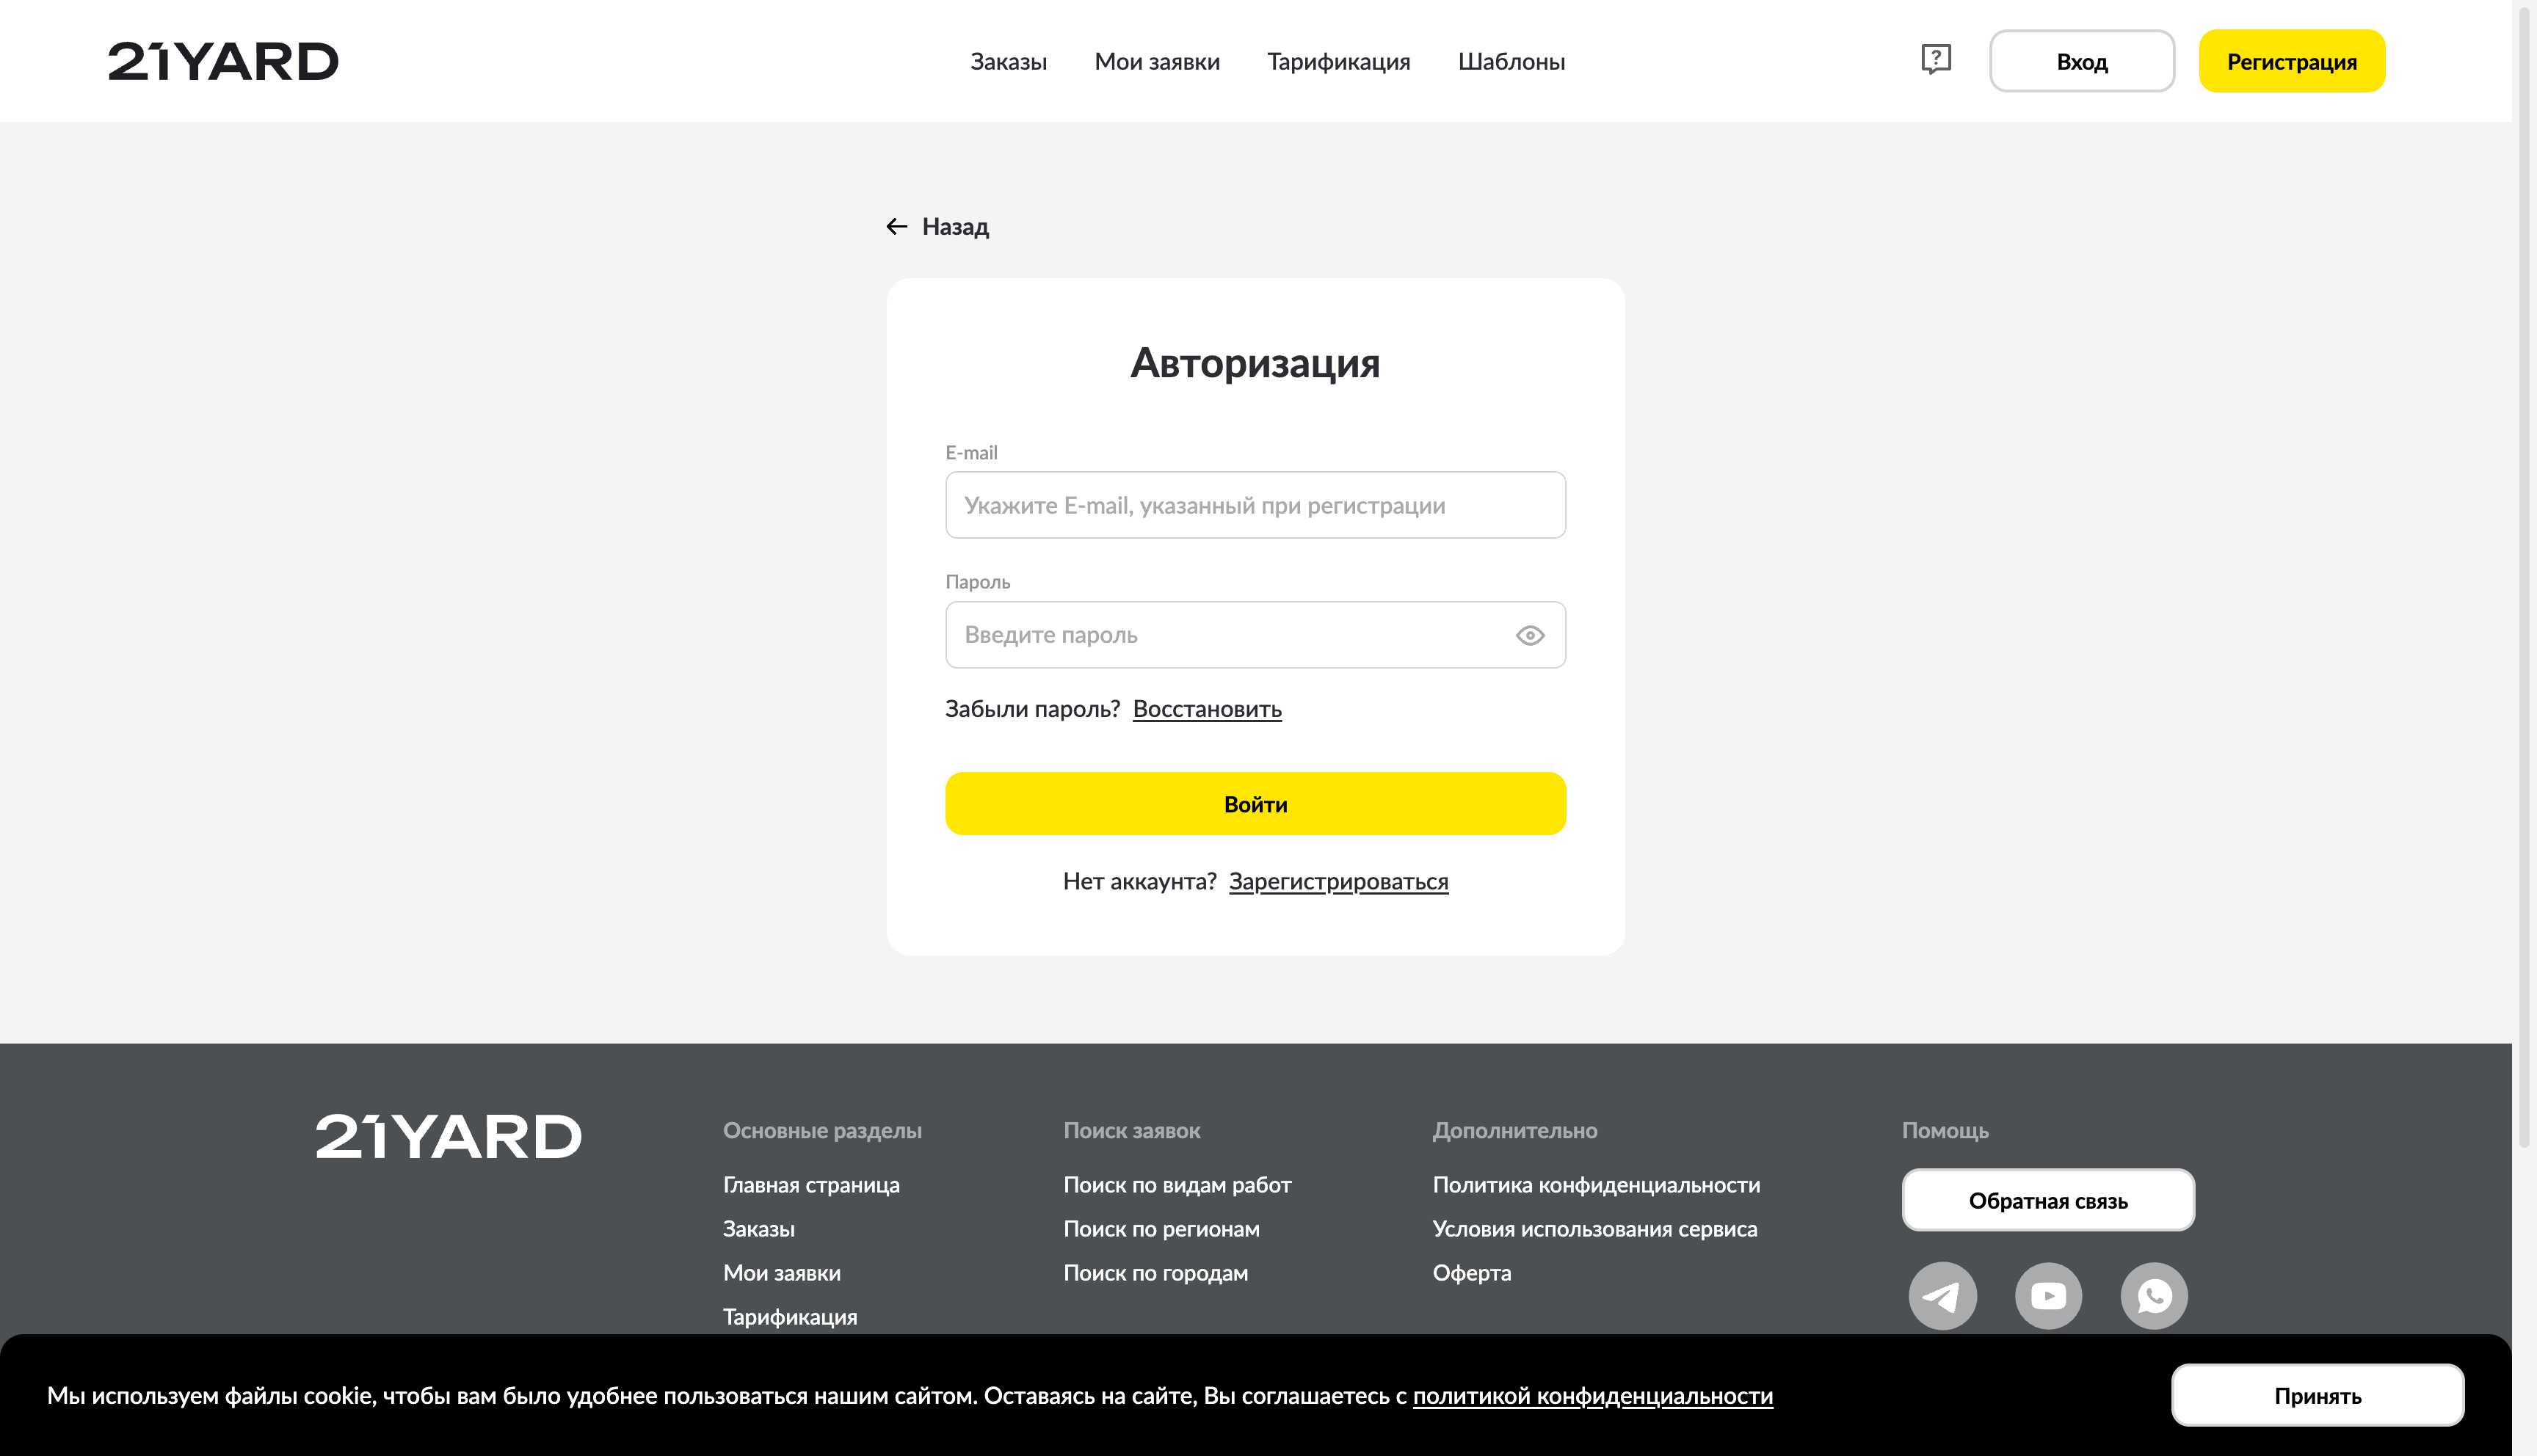 21YARD
Заказы Мои заявки Тарификация Шаблоны
? Вход Регистрация
Назад
Авторизация
E-mail
Укажите E-mail, указанный при регистрации
Пароль
Введите пароль
Забыли пароль? Восстановить
Войти
Нет аккаунта? Зарегистрироваться
21YARD
Основные разделы
Главная страница
Заказы
Мои заявки
Тарификация
Поиск заявок
Поиск по видам работ
Поиск по регионам
Поиск по городам
Дополнительно
Политика конфиденциальности
Условия использования сервиса
Оферта
Помощь
Обратная связь
Мы используем файлы cookie, чтобы вам было удобнее пользоваться нашим сайтом. Оставаясь на сайте, Вы соглашаетесь с политикой конфиденциальности
Принять